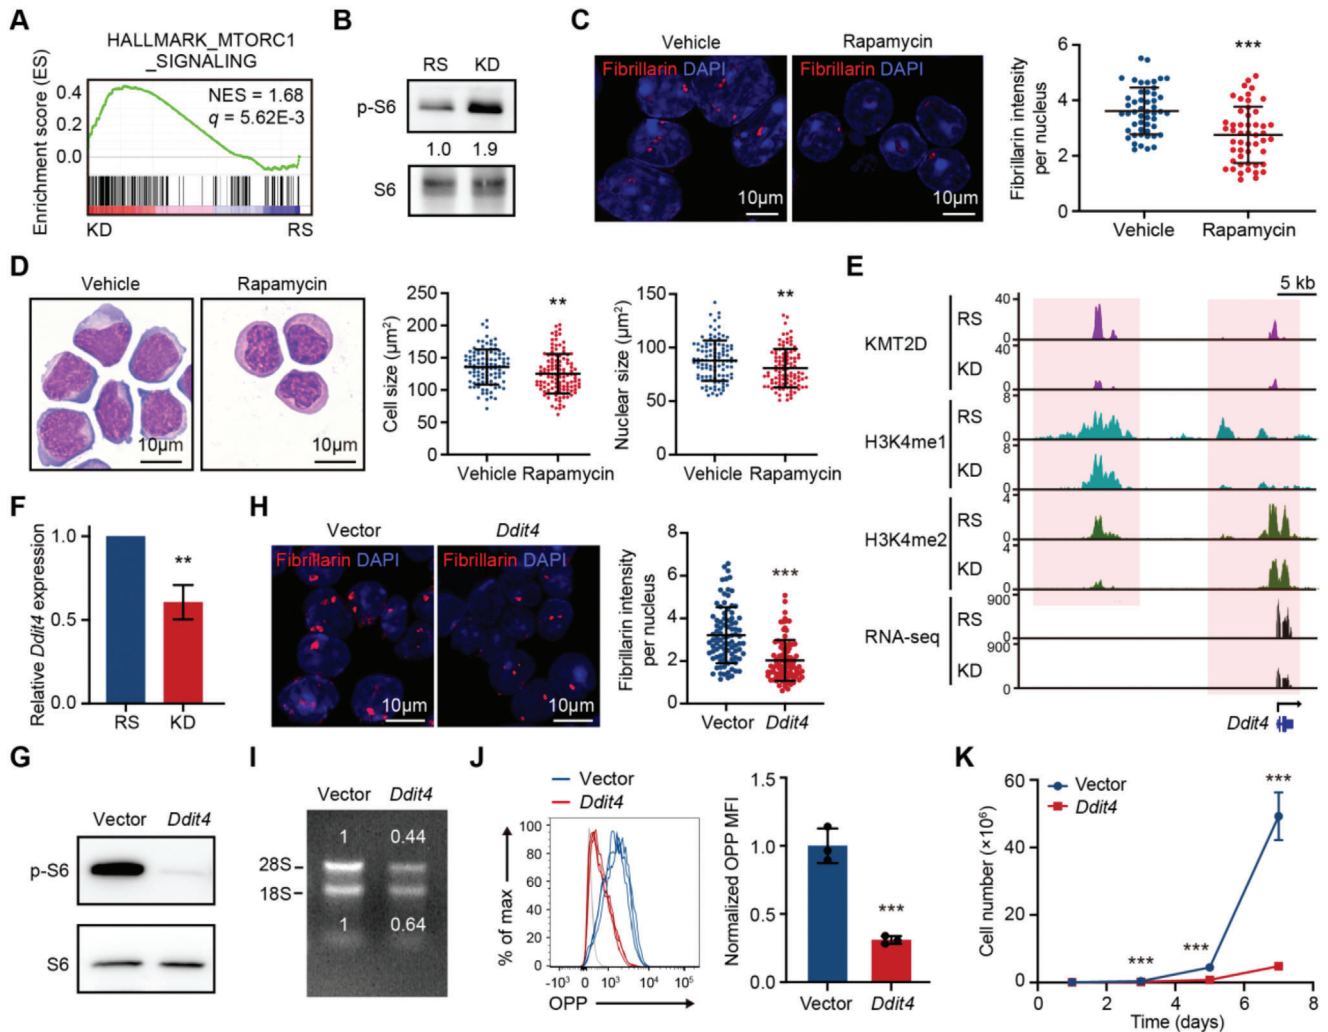 A
HALLMARK_MTORC1
_SIGNALING
Enrichment score (ES)
0.4
0.2
0.0
NES = 1.68
q = 5.62E-3
KD
RS
B
RS
KD
p-S6
1.0
1.9
S6
C
Vehicle
Rapamycin
Fibrillarin DAPI
Fibrillarin DAPI
10μm
10μm
Fibrillarin intensity
per nucleus
6
4
2
0
***
Vehicle
Rapamycin
D
Vehicle
Rapamycin
10μm
10μm
Cell size (μm²)
250
200
150
100
50
0
**
Vehicle
Rapamycin
Nuclear size (μm²)
150
100
50
0
**
Vehicle
Rapamycin
E
5 kb
KMT2D
RS
40
0
KD
40
0
H3K4me1
RS
8
0
KD
8
0
H3K4me2
RS
4
0
KD
4
0
RNA-seq
RS
900
0
KD
900
0
Ddit4
F
Relative Ddit4 expression
1.0
0.5
0.0
**
RS
KD
H
Vector
Ddit4
Fibrillarin DAPI
Fibrillarin DAPI
10μm
10μm
Fibrillarin intensity
per nucleus
8
6
4
2
0
***
Vector
Ddit4
G
Vector
Ddit4
p-S6
S6
I
Vector
Ddit4
1
0.44
28S
18S
1
0.64
J
Vector
Ddit4
% of max
100
80
60
40
20
0
-10³
0
10³
10⁴
10⁵
OPP
Normalized OPP MFI
1.5
1.0
0.5
0.0
***
Vector
Ddit4
K
Vector
Ddit4
Cell number (×10⁶)
60
40
20
0
***
***
***
0
2
4
6
8
Time (days)